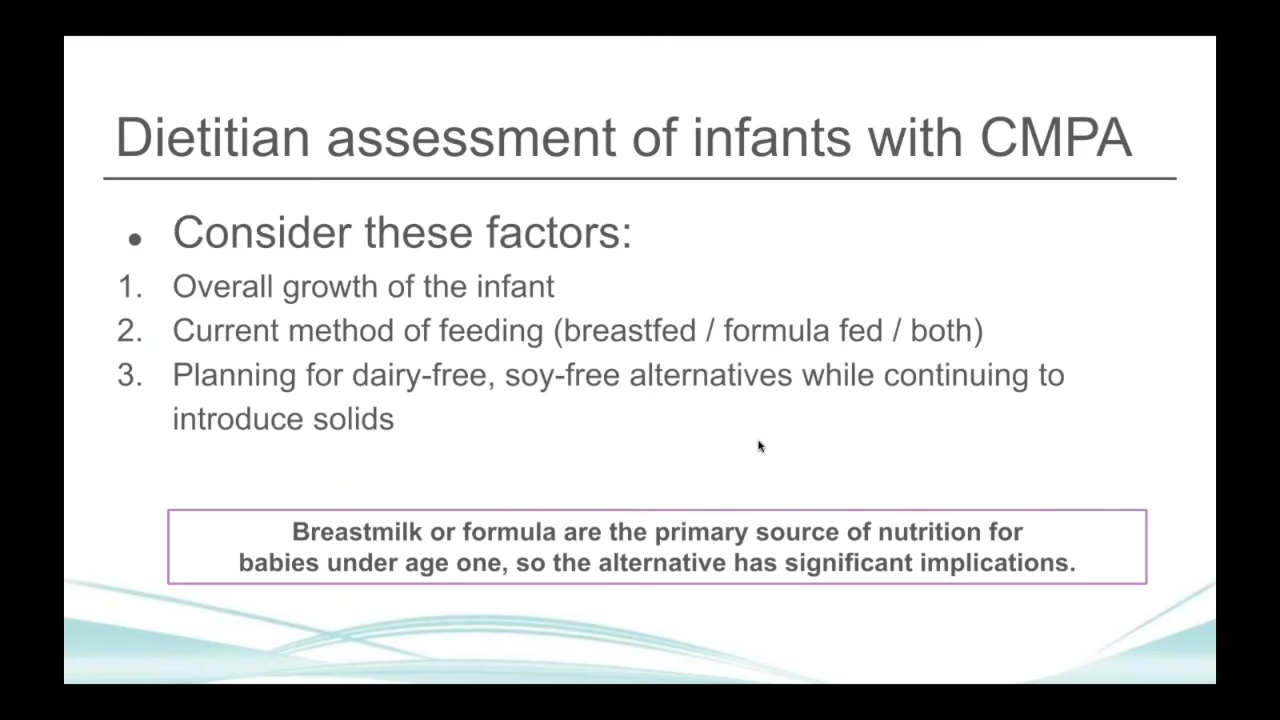 Dietitian assessment of infants with CMPA
● Consider these factors:
1. Overall growth of the infant
2. Current method of feeding (breastfed / formula fed / both)
3. Planning for dairy-free, soy-free alternatives while continuing to
introduce solids
Breastmilk or formula are the primary source of nutrition for
babies under age one, so the alternative has significant implications.